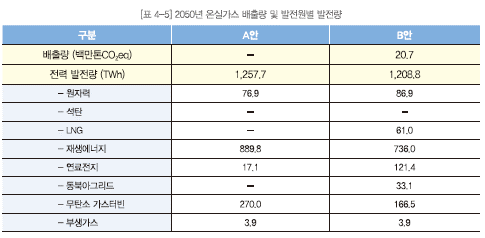 [표 4-5] 2050년 온실가스 배출량 및 발전원별 발전량
구분 A안 B안
배출량 (백만톤CO₂eq) – 20.7
전력 발전량 (TWh) 1,257.7 1,208.8
– 원자력 76.9 86.9
– 석탄 – –
– LNG – 61.0
– 재생에너지 889.8 736.0
– 연료전지 17.1 121.4
– 동북아그리드 – 33.1
– 무탄소 가스터빈 270.0 166.5
– 부생가스 3.9 3.9